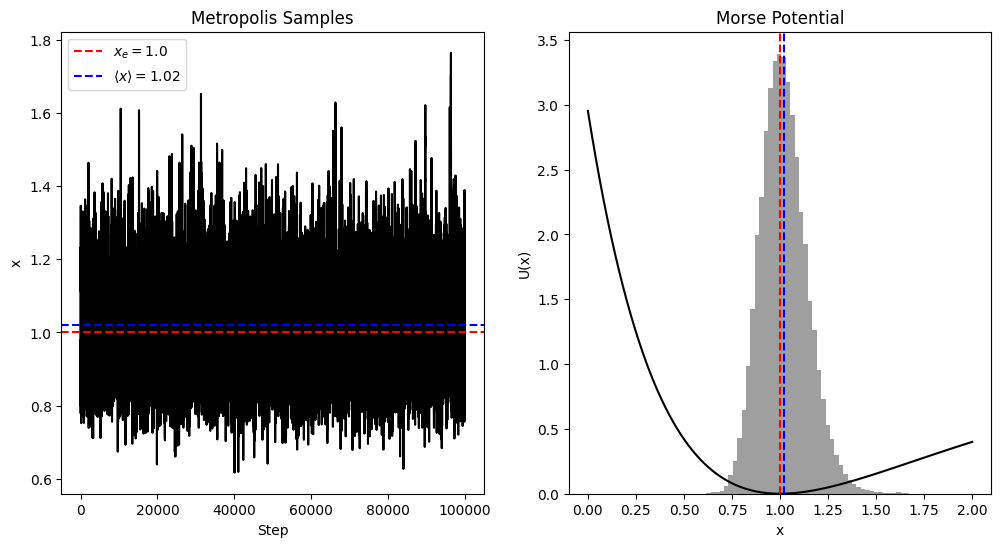 Metropolis Samples
x
1.8
1.6
1.4
1.2
1.0
0.8
0.6
$x_e = 1.0$
$\langle x \rangle = 1.02$
0 20000 40000 60000 80000 100000
Step
Morse Potential
U(x)
3.5
3.0
2.5
2.0
1.5
1.0
0.5
0.0
0.00 0.25 0.50 0.75 1.00 1.25 1.50 1.75 2.00
x